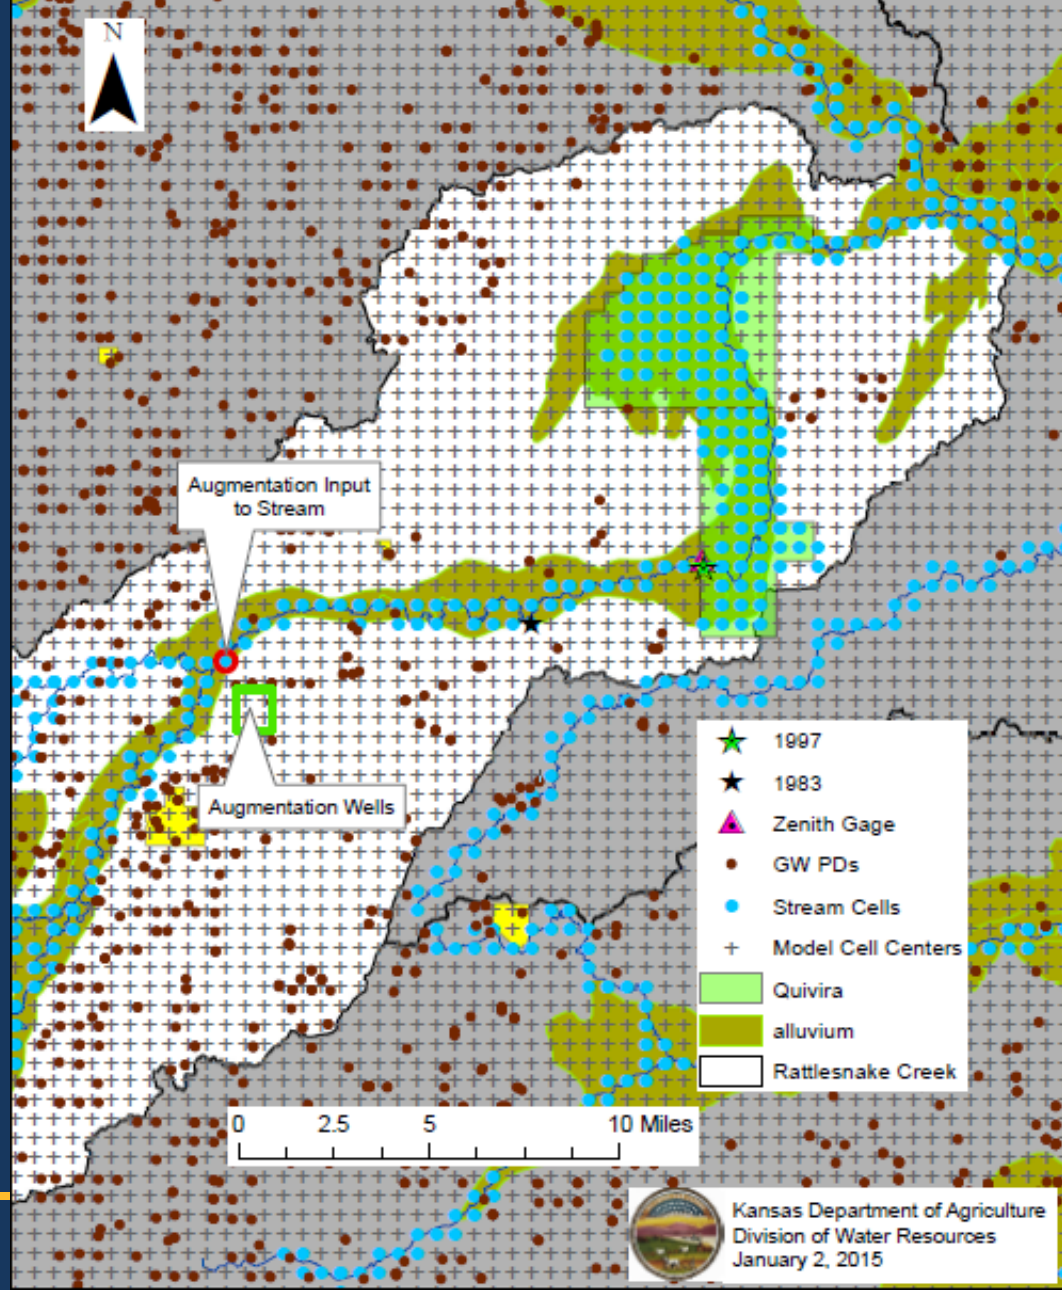 N
Augmentation Input
to Stream
Augmentation Wells
1997
1983
Zenith Gage
GW PDs
Stream Cells
Model Cell Centers
Quivira
alluvium
Rattlesnake Creek
0 2.5 5 10 Miles
Kansas Department of Agriculture
Division of Water Resources
January 2, 2015